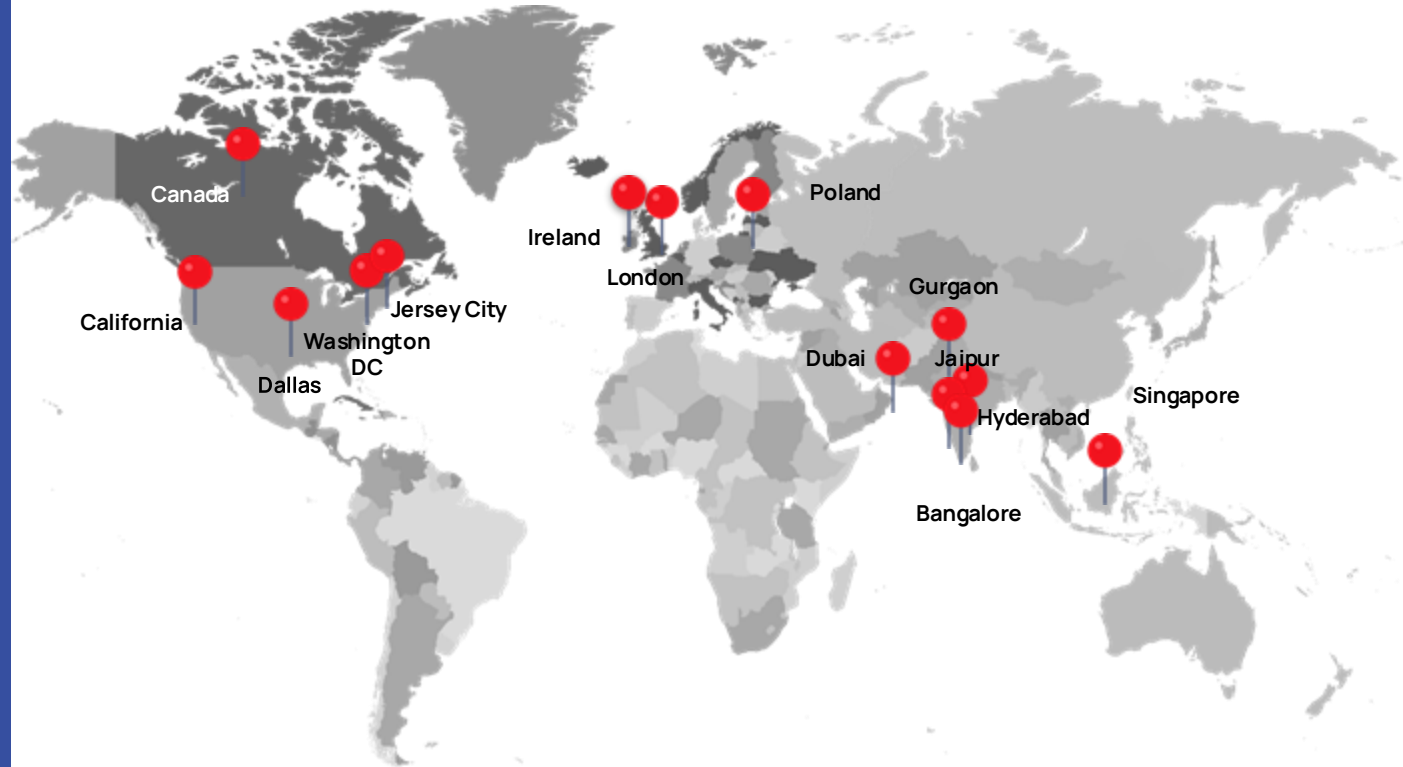 Canada
Poland
Ireland
London
Gurgaon
Jersey City
California
Washington
DC
Dubai
Jaipur
Dallas
Singapore
Hyderabad
Bangalore